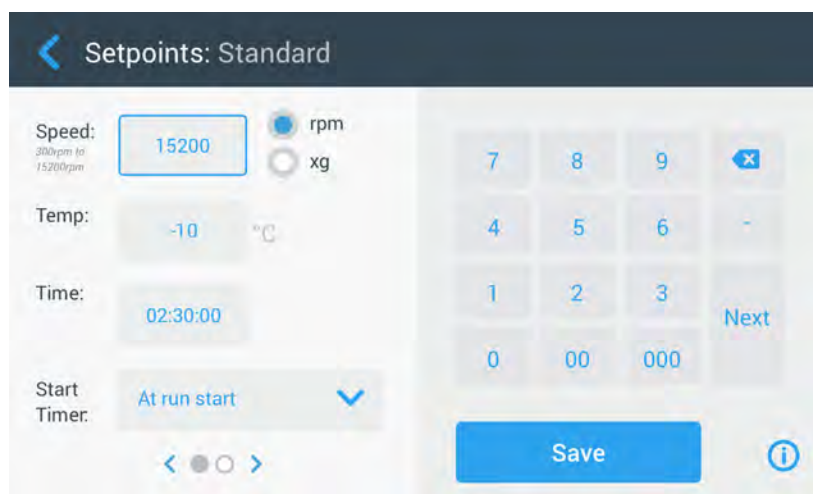 Setpoints: Standard
Speed:
300rpm to
15200rpm
15200
rpm
xg
Temp:
-10
°C
Time:
02:30:00
Start
Timer:
At run start
7 8 9
4 5 6 -
1 2 3
Next
0 00 000
Save